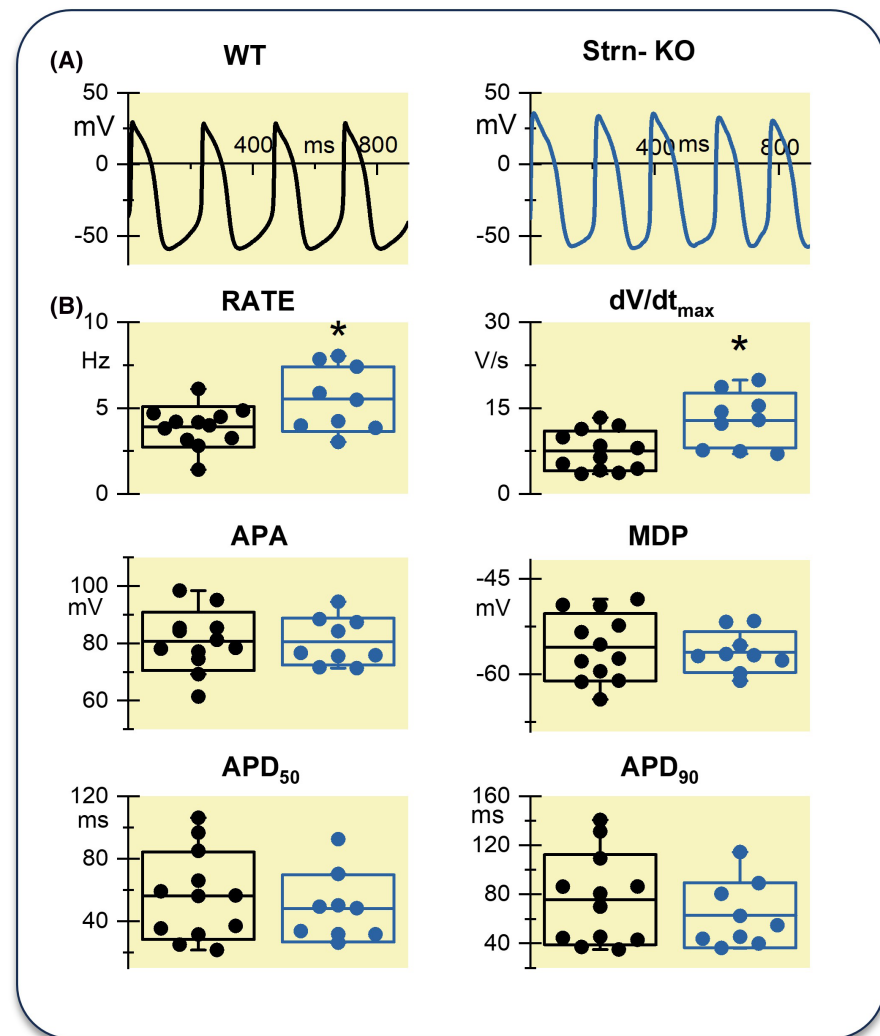 (A) WT Strn- KO
50 50
mV mV
400 ms 800 400 ms 800
0 0
-50 -50
(B) RATE dV/dtmax
10 * 30 *
Hz V/s
5 15
0 0
APA MDP
100 -45
mV mV
80 -60
60
APD50 APD90
120 160
ms ms
80 120
40 80
40